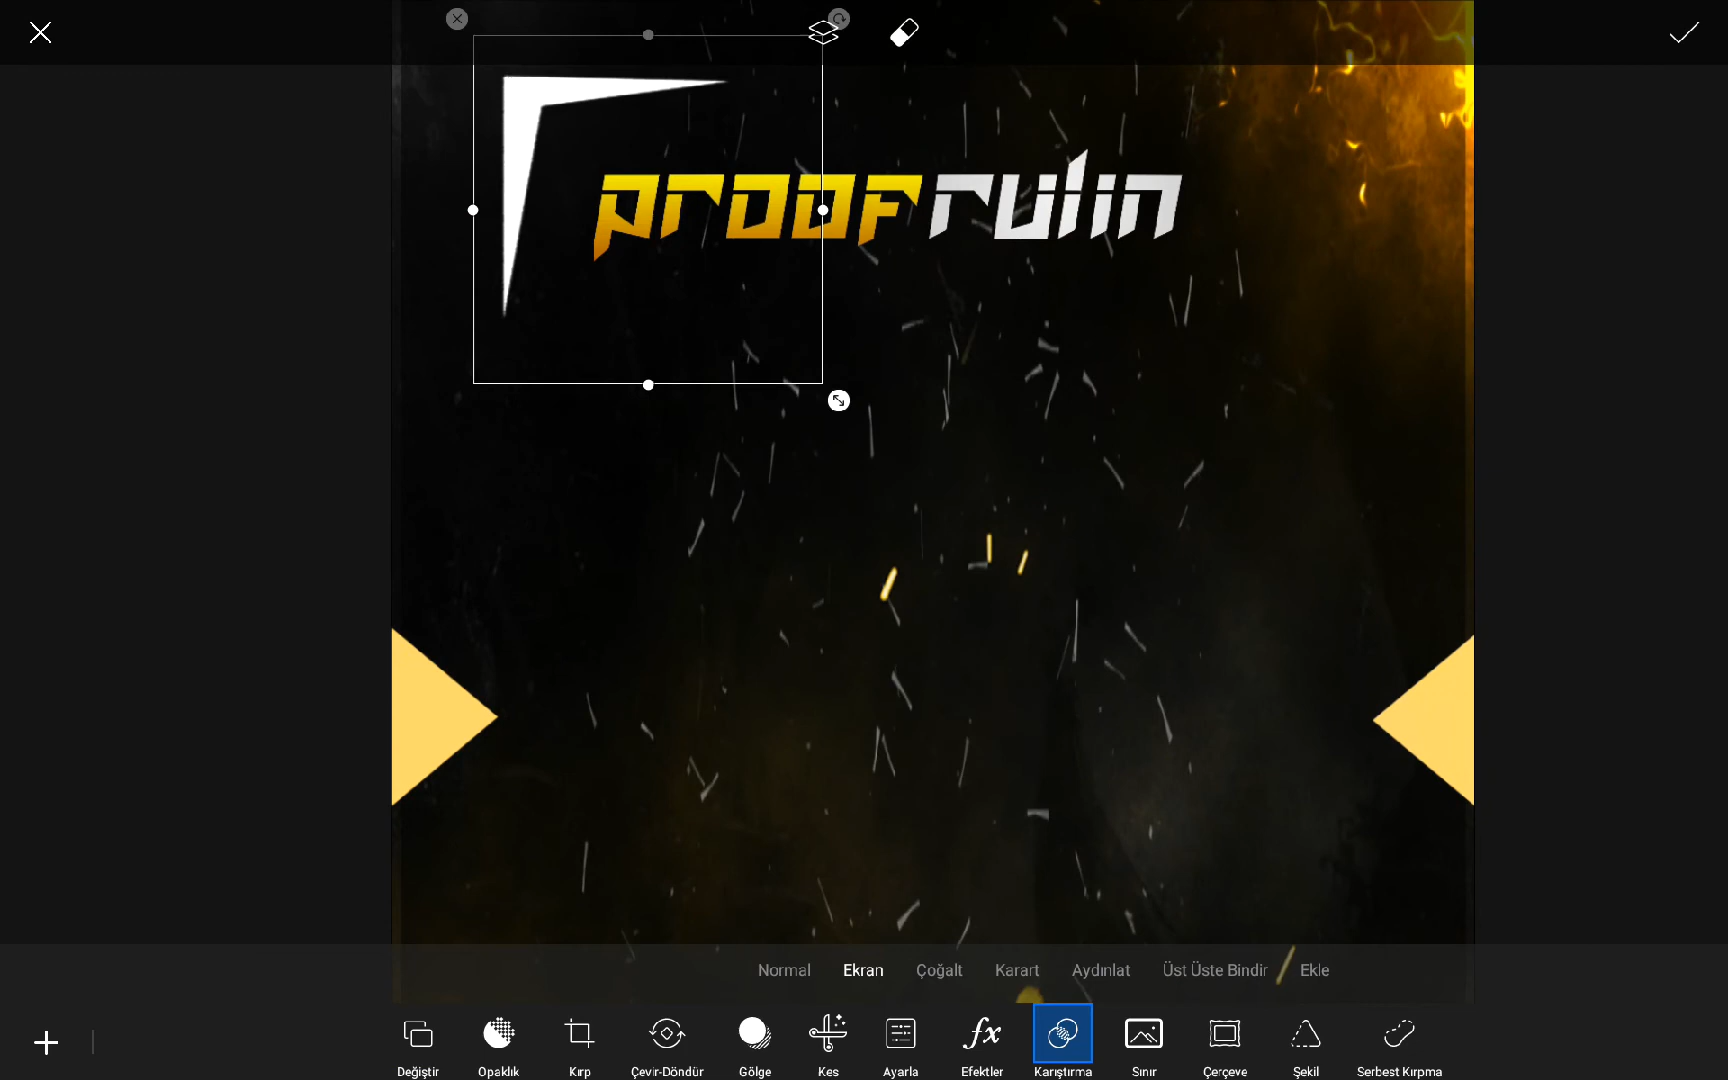 proofrulin
Normal Ekran Çoğalt Karart Aydınlat Üst Üste Bindir Ekle
Değiştir Opaklık Kırp Çevir-Döndür Gölge Kes Ayarla Efektler Karıştırma Sınır Çerçeve Şekil Serbest Kırpma